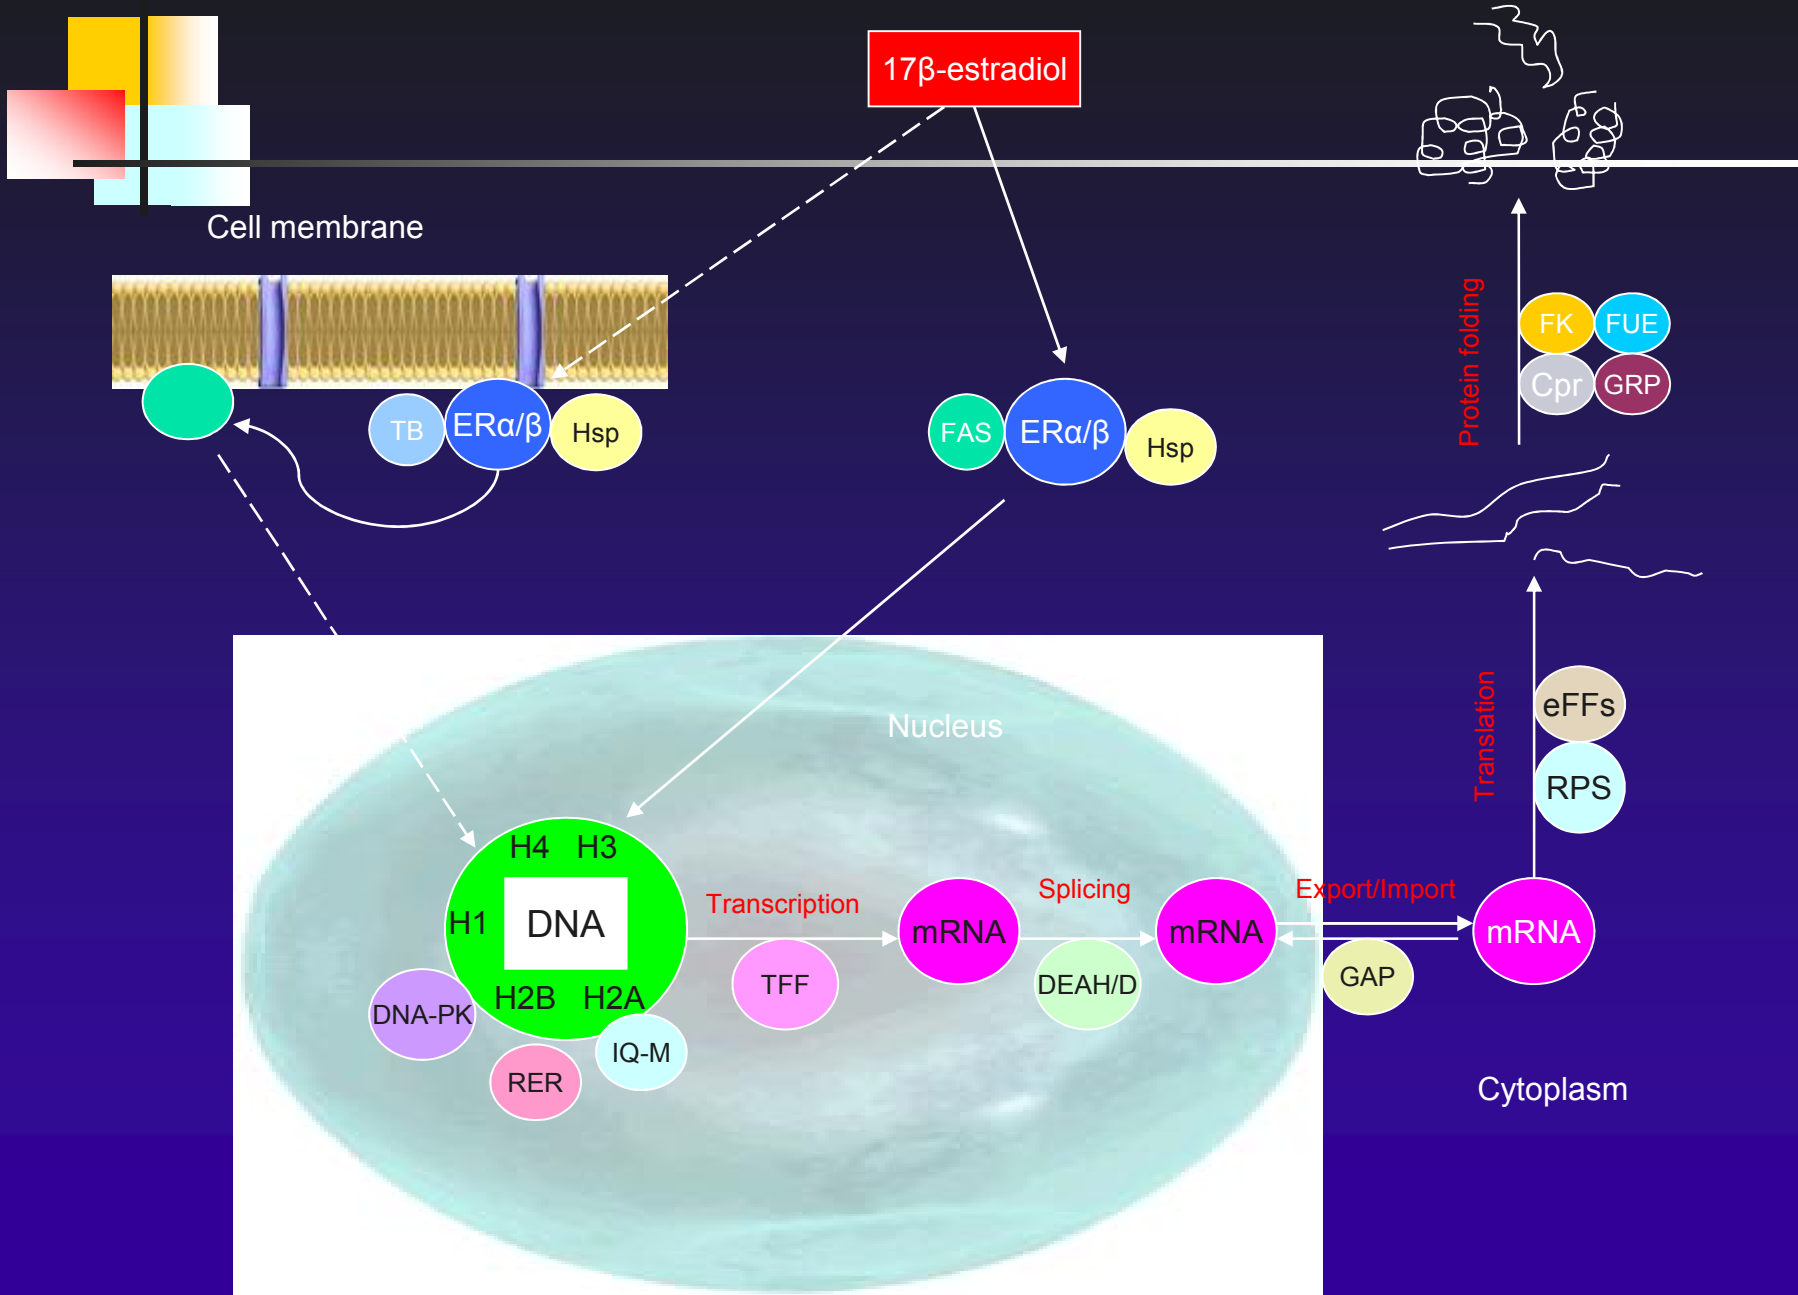 17β-estradiol
Cell membrane
TB
ERα/β
Hsp
FAS
ERα/β
Hsp
Protein folding
FK
FUE
Cpr
GRP
Nucleus
Translation
eFFs
RPS
H4
H3
H1
DNA
H2B
H2A
DNA-PK
RER
IQ-M
Transcription
TFF
mRNA
Splicing
DEAH/D
mRNA
Export/Import
GAP
mRNA
Cytoplasm